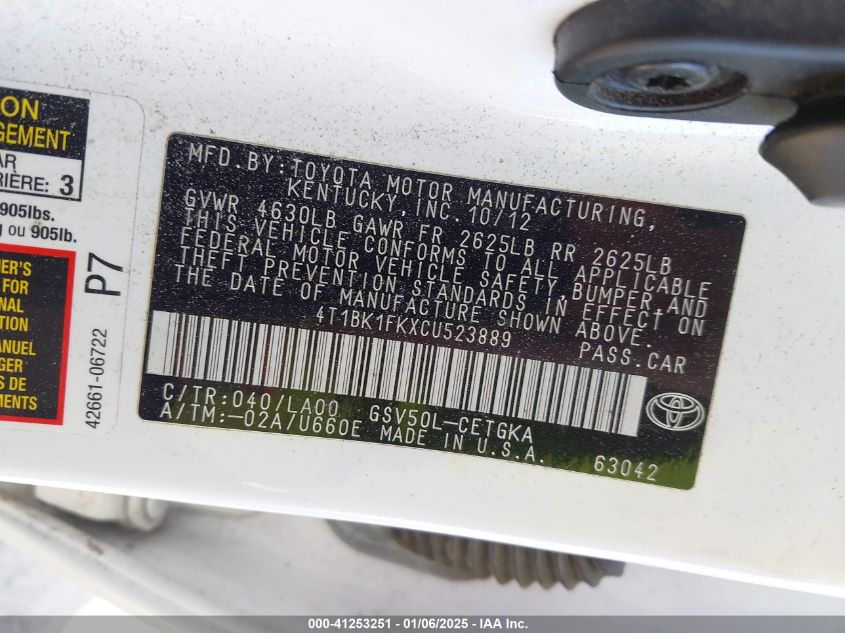 ON
GEMENT
AR
RIÈRE: 3
905lbs.
g ou 905lb.
ER'S
FOR
NAL
TION
MANUEL
GER
S DE
MENTS
P7
42661-06722
MFD.BY:TOYOTA MOTOR MANUFACTURING,
KENTUCKY,INC.10/12
GVWR 4630LB GAWR FR 2625LB RR 2625LB
THIS VEHICLE CONFORMS TO ALL APPLICABLE
FEDERAL MOTOR VEHICLE SAFETY,BUMPER,AND
THEFT PREVENTION STANDARDS IN EFFECT ON
THE DATE OF MANUFACTURE SHOWN ABOVE.
4T1BK1FKXCU523889 PASS.CAR
C/TR:040/LA00 GSV50L-CETGKA
A/TM:-02A/U660E MADE IN U.S.A. 63042
000-41253251 - 01/06/2025 - IAA Inc.